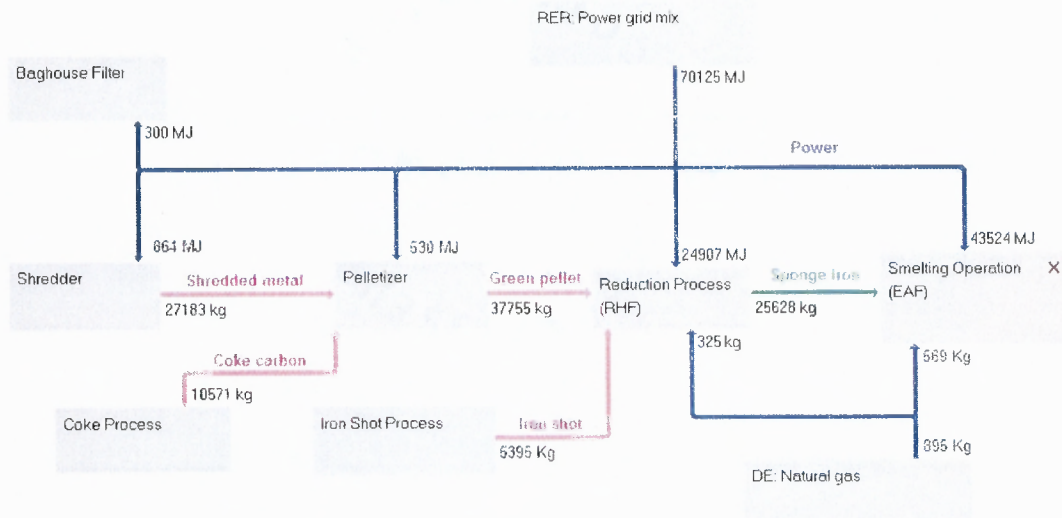 RER: Power grid mix
Baghouse Filter
70125 MJ
300 MJ
Power
664 MJ
530 MJ
24907 MJ
43524 MJ
Shredder
Shredded metal
27183 kg
Pelletizer
Green pellet
37755 kg
Reduction Process
(RHF)
Sponge iron
25628 kg
Smelting Operation
(EAF)
Coke carbon
10571 kg
325 kg
569 Kg
Coke Process
Iron Shot Process
Iron shot
5395 Kg
895 Kg
DE: Natural gas